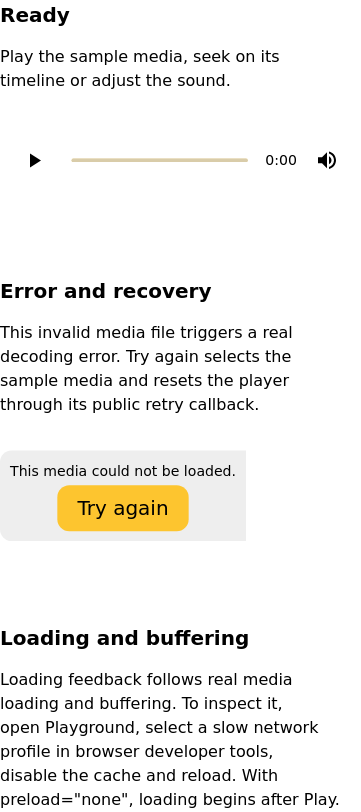 Ready
Play the sample media, seek on its
timeline or adjust the sound.
0:00
Error and recovery
This invalid media file triggers a real
decoding error. Try again selects the
sample media and resets the player
through its public retry callback.
This media could not be loaded.
Try again
Loading and buffering
Loading feedback follows real media
loading and buffering. To inspect it,
open Playground, select a slow network
profile in browser developer tools,
disable the cache and reload. With
preload="none", loading begins after Play.